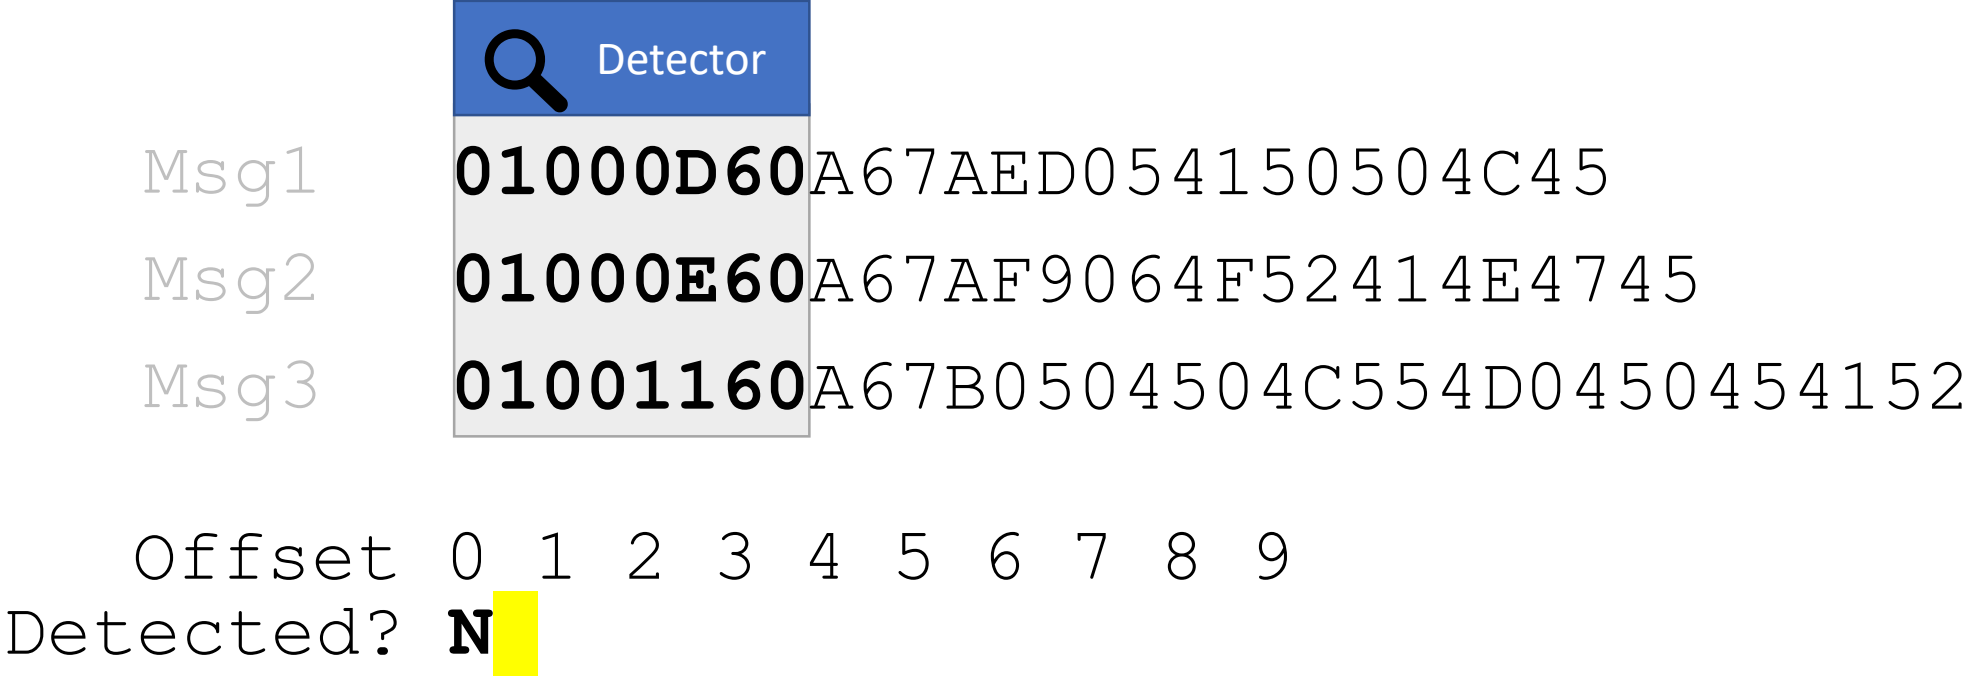 Detector
Msg1 01000D60A67AED054150504C45
Msg2 01000E60A67AF9064F52414E4745
Msg3 01001160A67B0504504C554D0450454152
Offset 0 1 2 3 4 5 6 7 8 9
Detected? N